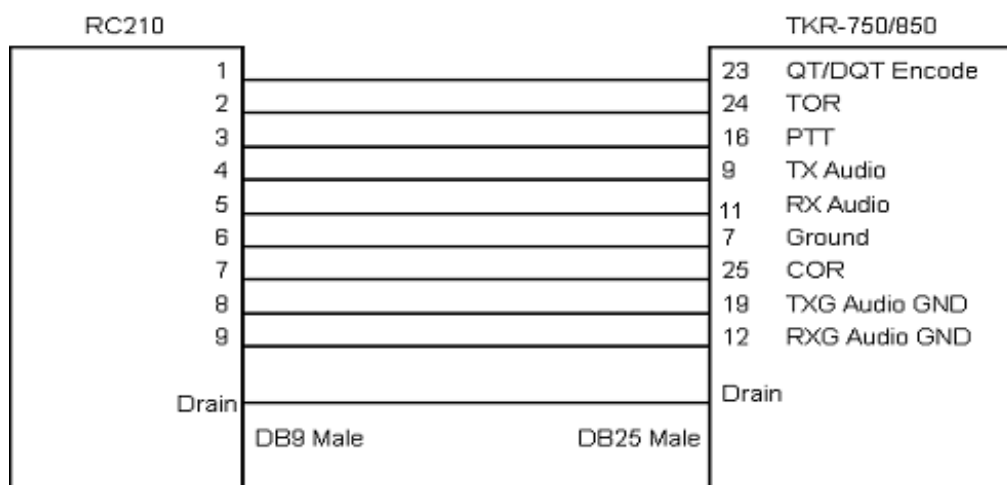 RC210 TKR-750/850
1 23 QT/DQT Encode
2 24 TOR
3 16 PTT
4 9 TX Audio
5 11 RX Audio
6 7 Ground
7 25 COR
8 19 TXG Audio GND
9 12 RXG Audio GND
Drain Drain
DB9 Male DB25 Male